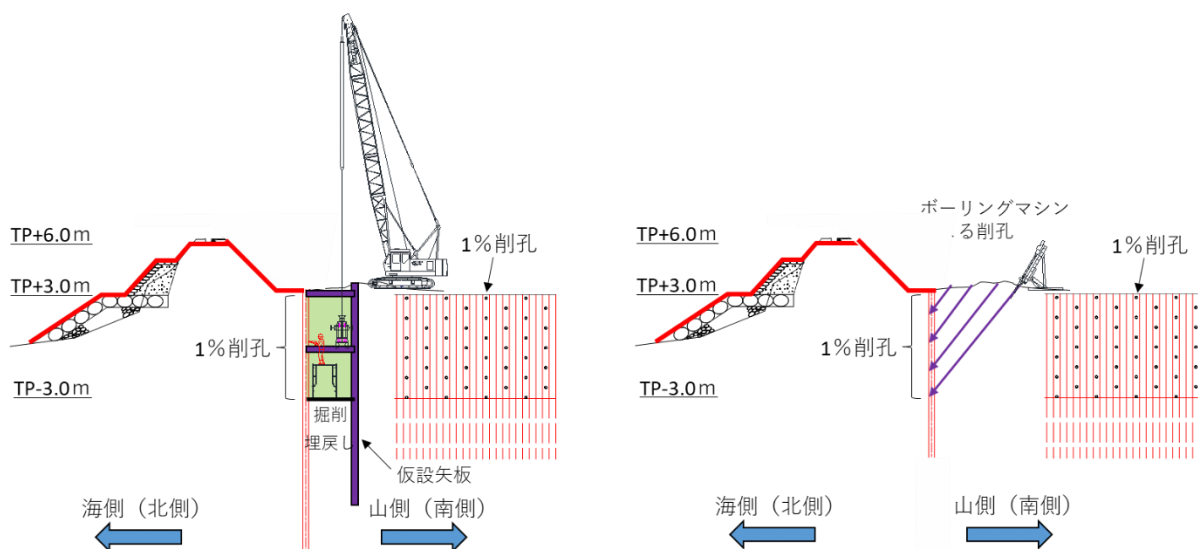 TP+6.0m
TP+3.0m
1%削孔
TP-3.0m
1%削孔
掘削
埋戻し
仮設矢板
海側（北側）
山側（南側）
ボーリングマシン
る削孔
TP+6.0m
TP+3.0m
1%削孔
TP-3.0m
1%削孔
海側（北側）
山側（南側）